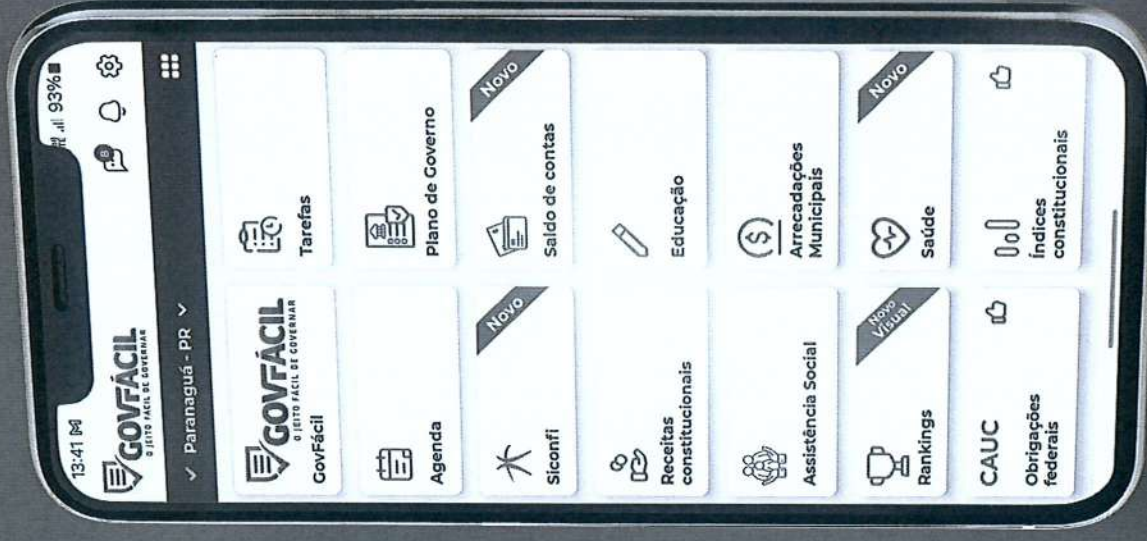 13:41
93%
8
GOVFÁCIL
O JEITO FÁCIL DE GOVERNAR
Paranaguá - PR
GOVFÁCIL
O JEITO FÁCIL DE GOVERNAR
GovFácil
Tarefas
Agenda
Plano de Governo
Siconfi
Novo
Saldo de contas
Novo
Receitas
constitucionais
Educação
Assistência Social
Arrecadações
Municipais
Rankings
Novo
Visual
Saúde
Novo
CAUC
Obrigações
federais
Índices
constitucionais